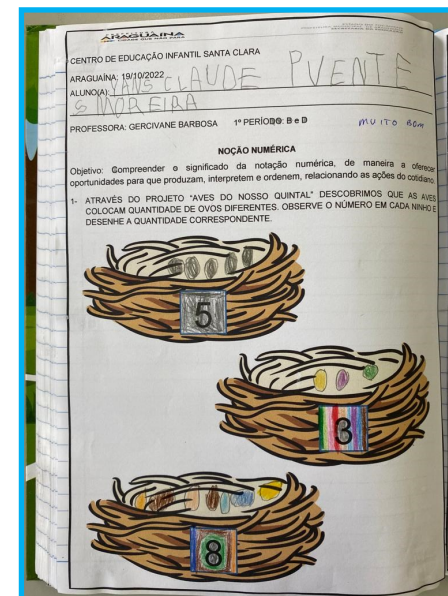 ARAGUAÍNA
CENTRO DE EDUCAÇÃO INFANTIL SANTA CLARA
ARAGUAÍNA: 19/10/2022
ALUNO(A): YANS CLAUDE PVENTE
S MOREIRA
PROFESSORA: GERCIVANE BARBOSA 1º PERÍODO: B e D MUITO BOM
NOÇÃO NUMÉRICA
Objetivo: Compreender o significado da notação numérica, de maneira a oferecer
oportunidades para que produzam, interpretem e ordenem, relacionando as ações do cotidiano.
1- ATRAVÉS DO PROJETO "AVES DO NOSSO QUINTAL" DESCOBRIMOS QUE AS AVES
COLOCAM QUANTIDADE DE OVOS DIFERENTES. OBSERVE O NÚMERO EM CADA NINHO E
DESENHE A QUANTIDADE CORRESPONDENTE.
5
3
8